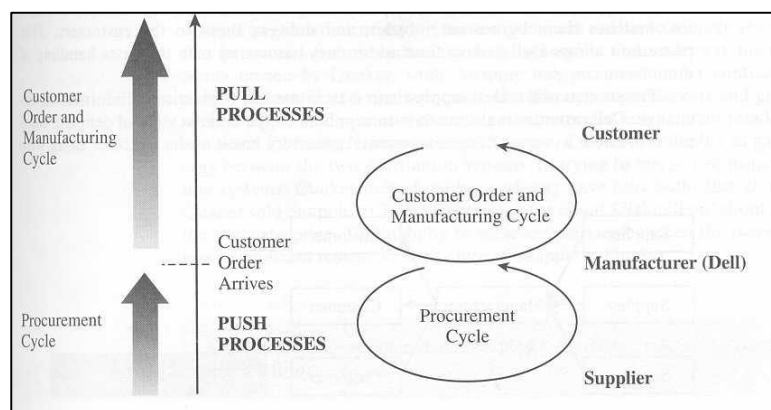 Customer
Order and
Manufacturing
Cycle
PULL
PROCESSES
Customer
Customer Order and
Manufacturing Cycle
Customer
Order
Arrives
Manufacturer (Dell)
Procurement
Cycle
PUSH
PROCESSES
Procurement
Cycle
Supplier